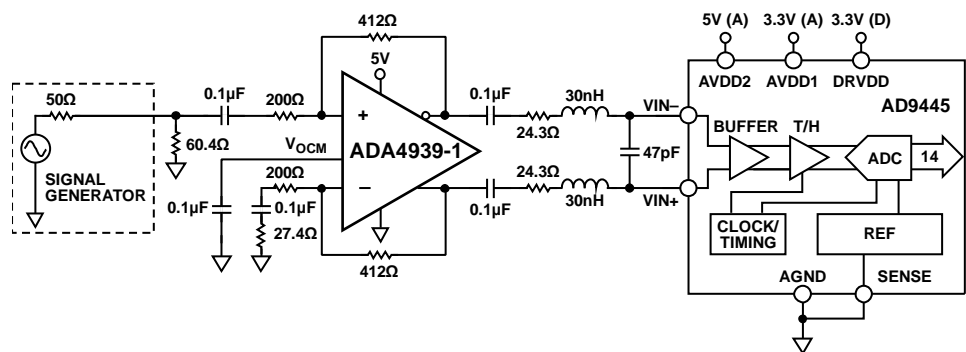 412Ω
5V (A)
3.3V (A)
3.3V (D)
5V
AVDD2
AVDD1
DRVDD
50Ω
0.1µF
200Ω
0.1µF
30nH
VIN–
AD9445
+
24.3Ω
BUFFER
T/H
60.4Ω
VOCM
ADA4939-1
47pF
ADC
14
SIGNAL
GENERATOR
200Ω
–
24.3Ω
0.1µF
0.1µF
27.4Ω
0.1µF
30nH
VIN+
CLOCK/
TIMING
REF
412Ω
AGND
SENSE